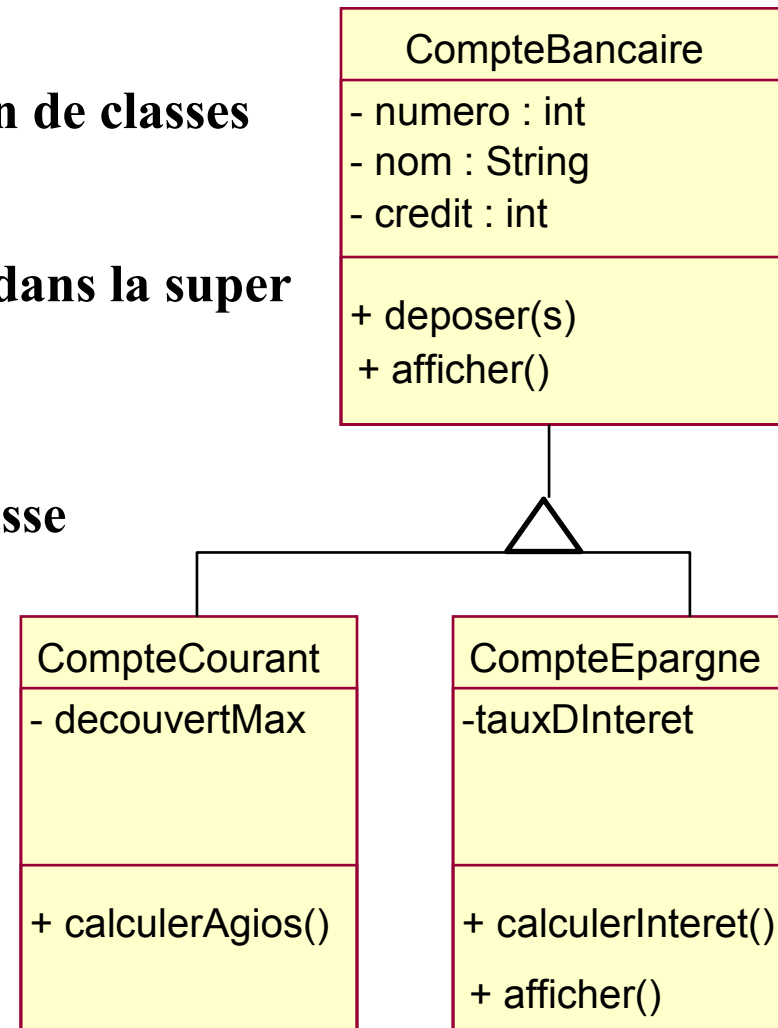 n de classes
dans la super
sse
CompteBancaire
- numero : int
- nom : String
- credit : int
+ deposer(s)
+ afficher()
CompteCourant
- decouvertMax
+ calculerAgios()
CompteEpargne
-tauxDInteret
+ calculerInteret()
+ afficher()